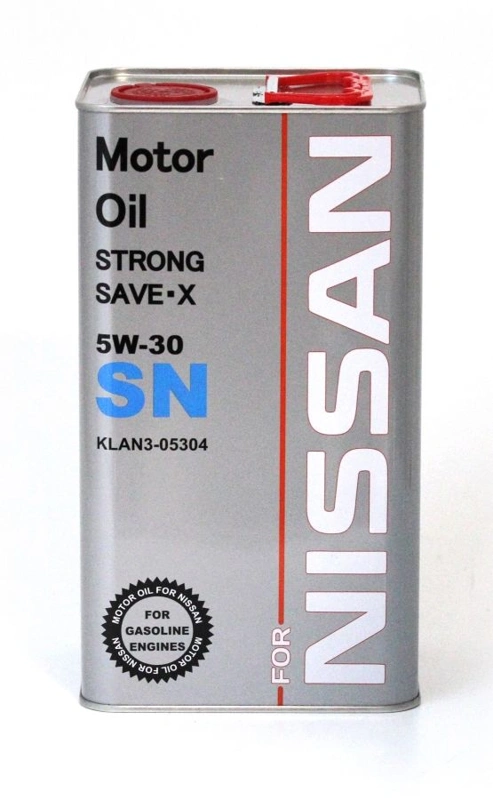 Motor
Oil
STRONG
SAVE·X
5W-30
SN
KLAN3-05304
MOTOR OIL FOR NISSAN
FOR
GASOLINE
ENGINES
MOTOR OIL FOR NISSAN
FOR
NISSAN